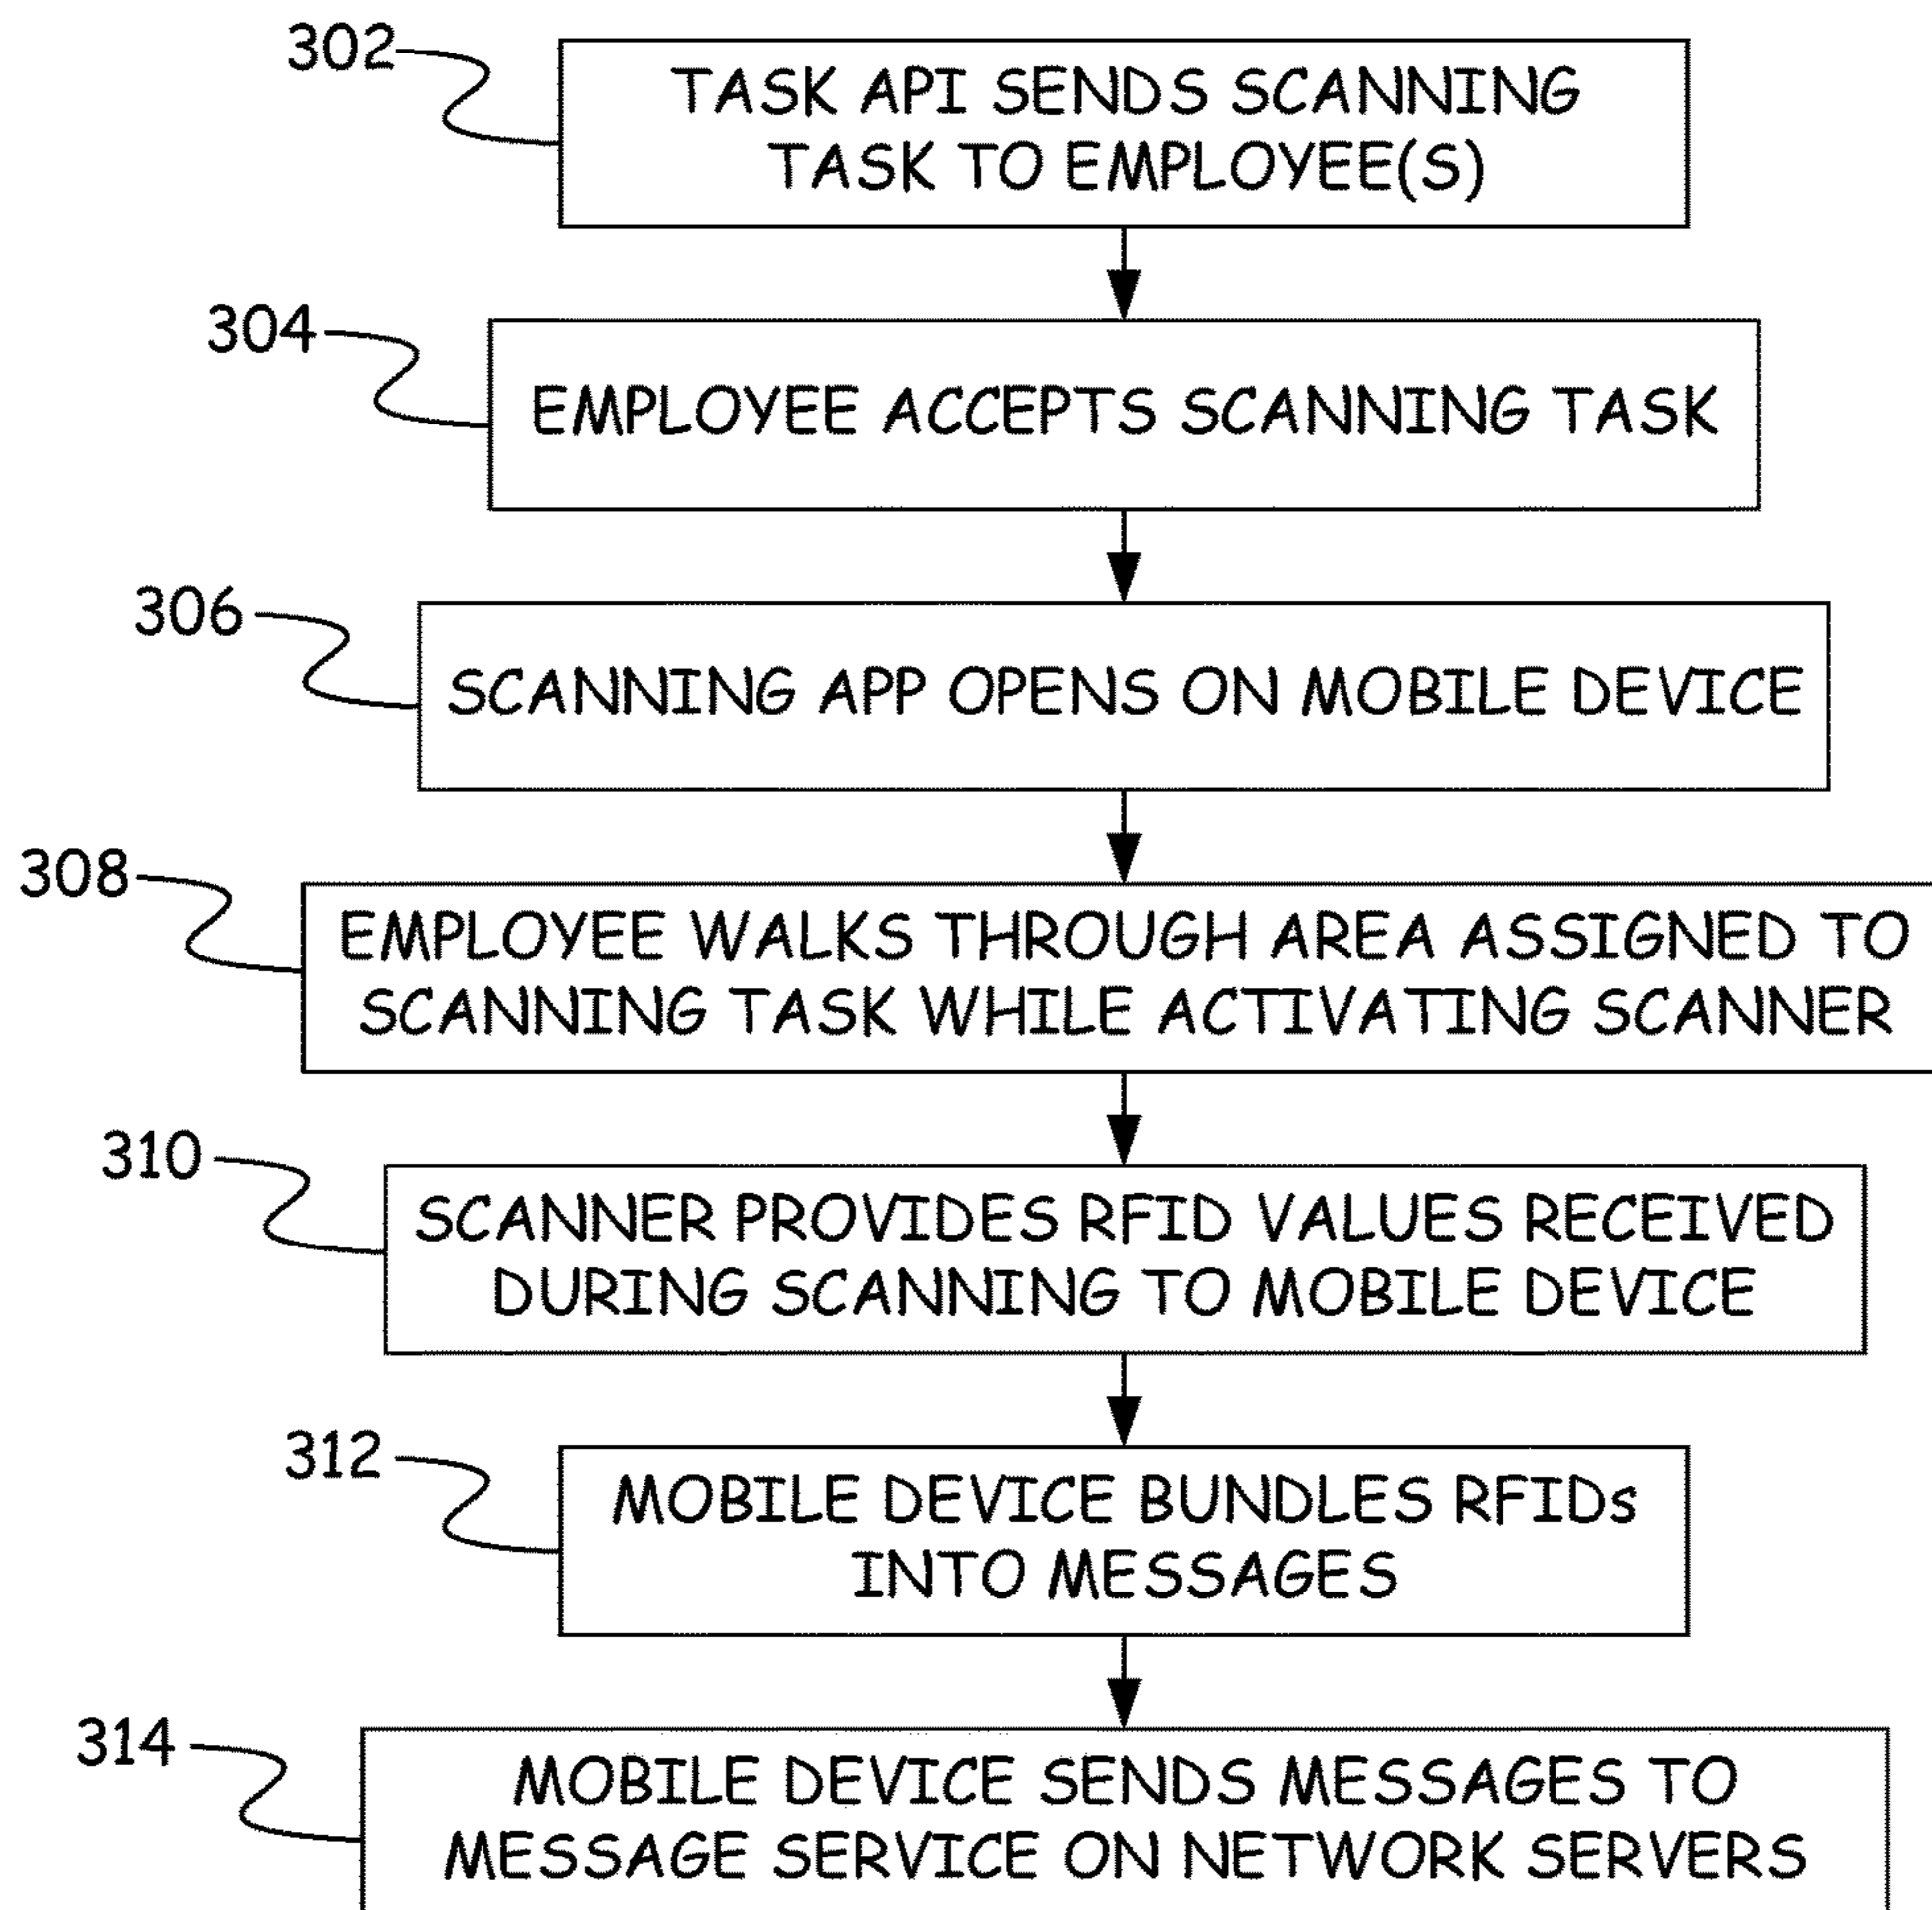 302
TASK API SENDS SCANNING
TASK TO EMPLOYEE(S)
304
EMPLOYEE ACCEPTS SCANNING TASK
306
SCANNING APP OPENS ON MOBILE DEVICE
308
EMPLOYEE WALKS THROUGH AREA ASSIGNED TO
SCANNING TASK WHILE ACTIVATING SCANNER
310
SCANNER PROVIDES RFID VALUES RECEIVED
DURING SCANNING TO MOBILE DEVICE
312
MOBILE DEVICE BUNDLES RFIDs
INTO MESSAGES
314
MOBILE DEVICE SENDS MESSAGES TO
MESSAGE SERVICE ON NETWORK SERVERS